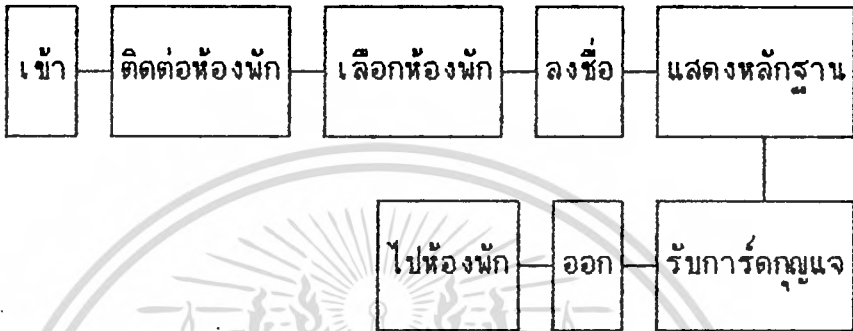 เข้า ติดต่อห้องพัก เลือกห้องพัก ลงชื่อ แสดงหลักฐาน
ไปห้องพัก ออก รับการ์ดกุญแจ